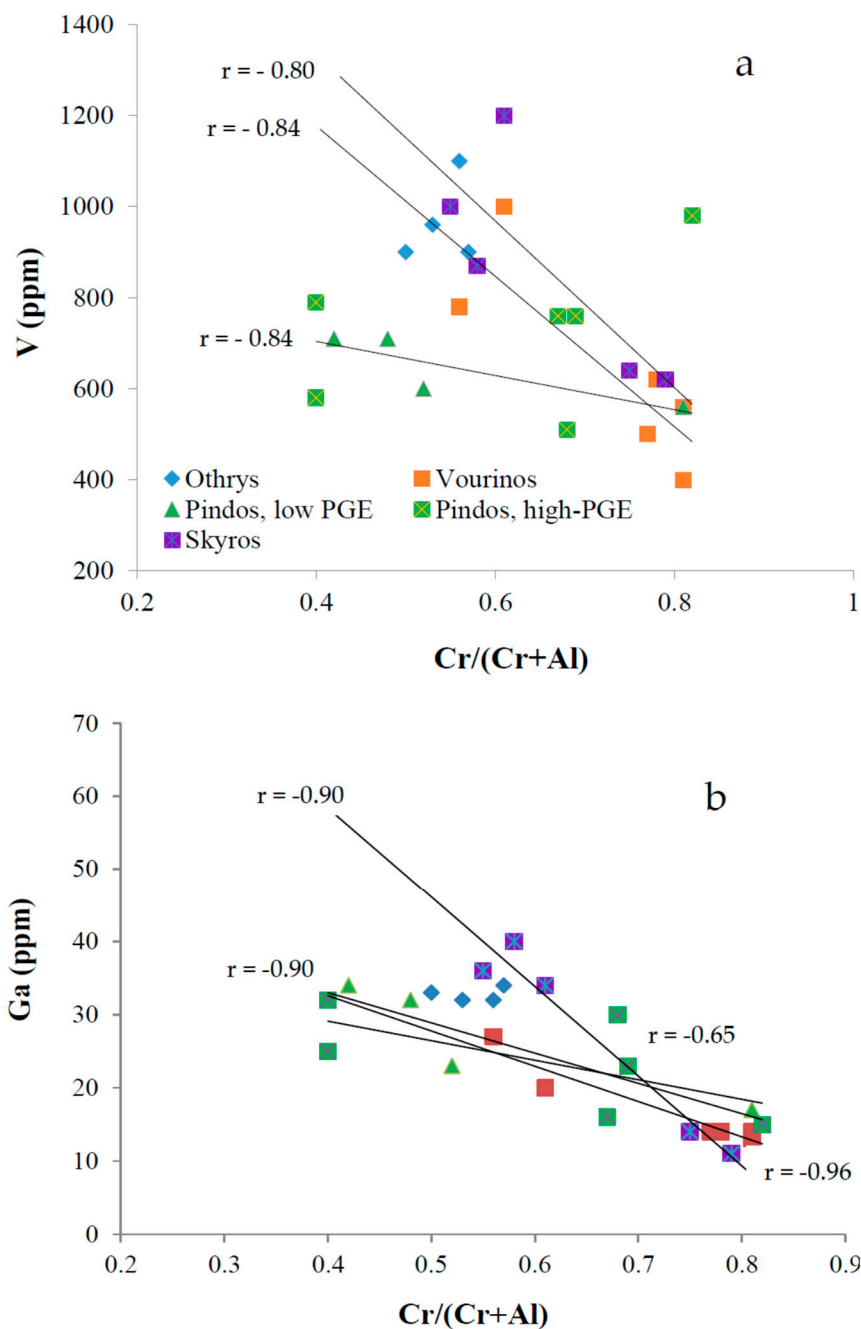 1400
1200
1000
800
600
400
200
V (ppm)
a
r = - 0.80
r = - 0.84
r = - 0.84
Othrys
Vourinos
Pindos, low PGE
Pindos, high-PGE
Skyros
0.2
0.4
0.6
0.8
1
Cr/(Cr+Al)
70
60
50
40
30
20
10
0
Ga (ppm)
b
r = -0.90
r = -0.90
r = -0.65
r = -0.96
0.2
0.3
0.4
0.5
0.6
0.7
0.8
0.9
Cr/(Cr+Al)